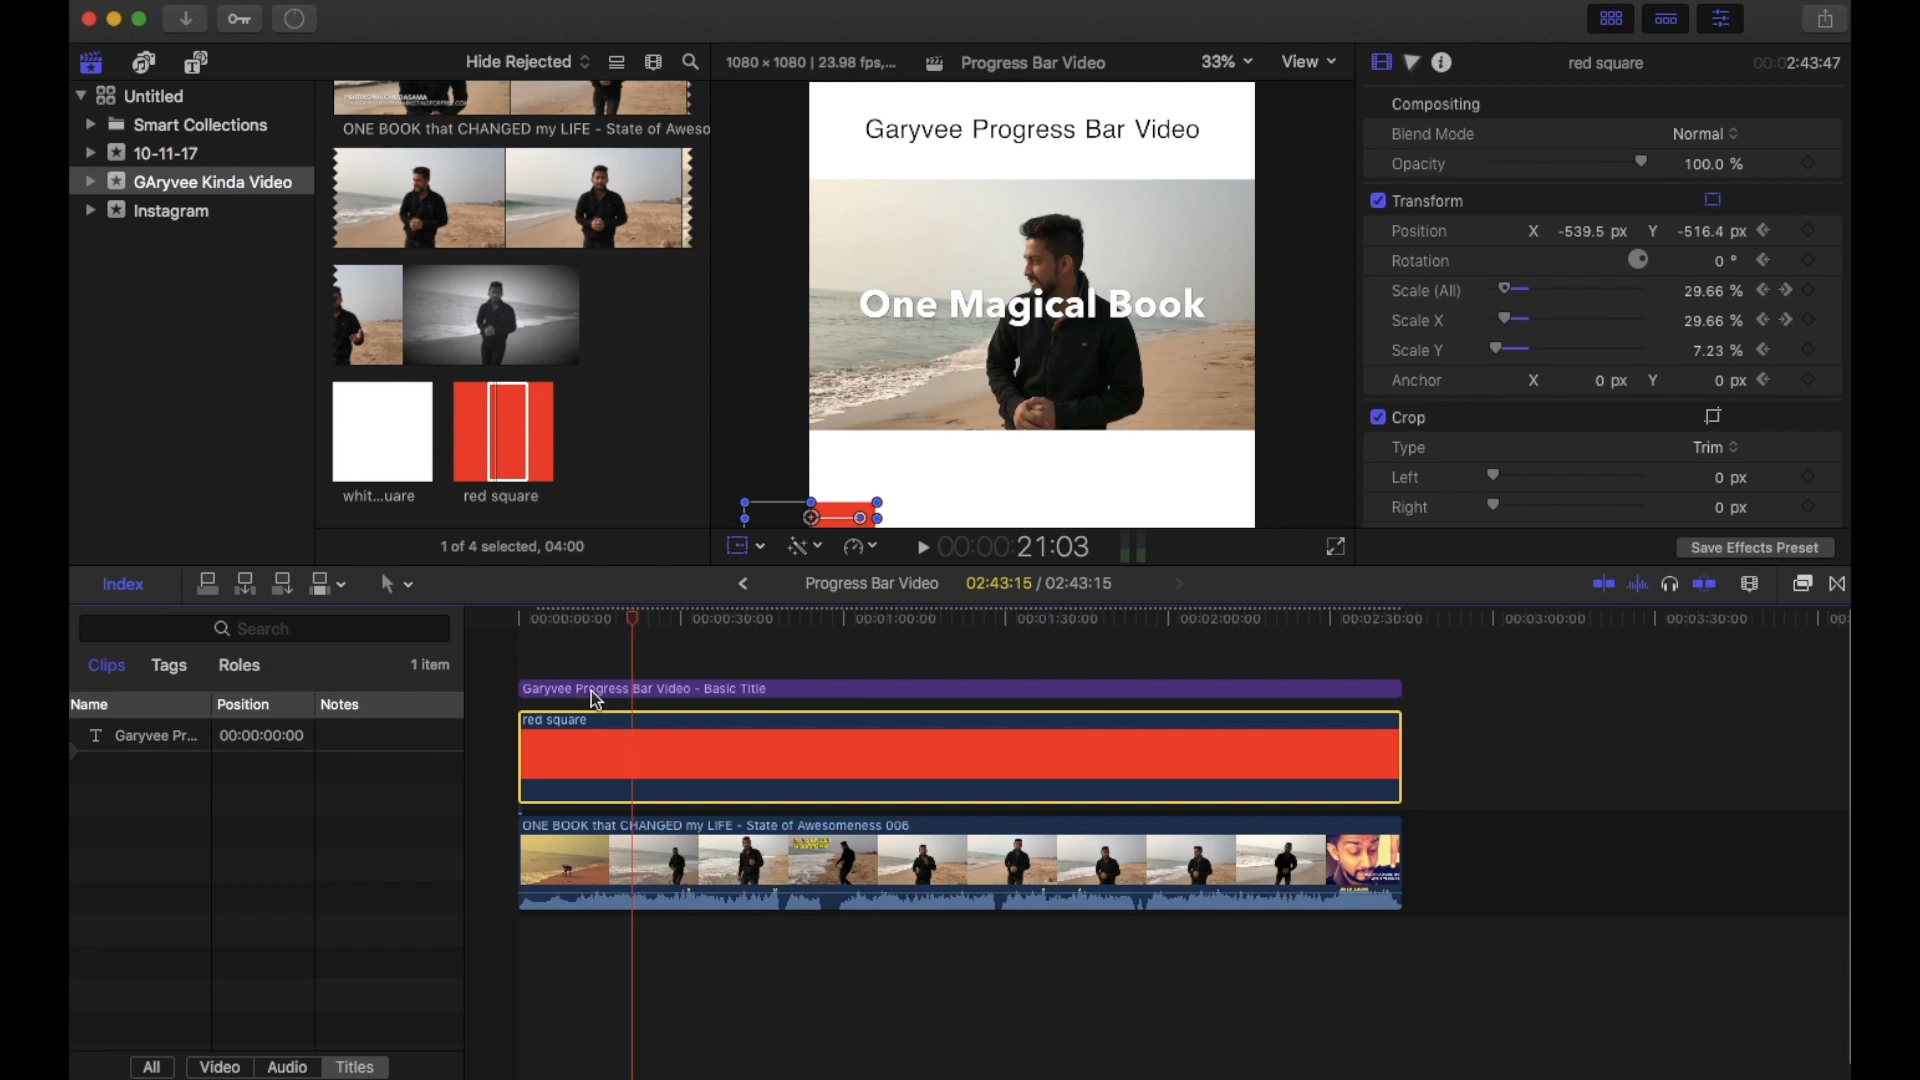 Hide Rejected
1080 × 1080 | 23.98 fps,...
Progress Bar Video
33%
View
red square
00:02:43:47
Untitled
Smart Collections
10-11-17
GAryvee Kinda Video
Instagram
ONE BOOK that CHANGED my LIFE - State of Aweso
whit...uare
red square
1 of 4 selected, 04:00
Garyvee Progress Bar Video
One Magical Book
00:00:00:21:03
Compositing
Blend Mode
Normal
Opacity
100.0 %
Transform
Position
X
-539.5 px
Y
-516.4 px
Rotation
0 °
Scale (All)
29.66 %
Scale X
29.66 %
Scale Y
7.23 %
Anchor
X
0 px
Y
0 px
Crop
Type
Trim
Left
0 px
Right
0 px
Save Effects Preset
Index
Progress Bar Video
02:43:15 / 02:43:15
Search
Clips
Tags
Roles
1 item
Name
Position
Notes
T
Garyvee Pr...
00:00:00:00
All
Video
Audio
Titles
00:00:00:00
00:00:30:00
00:01:00:00
00:01:30:00
00:02:00:00
00:02:30:00
00:03:00:00
00:03:30:00
00:
Garyvee Progress Bar Video - Basic Title
red square
ONE BOOK that CHANGED my LIFE - State of Awesomeness 006